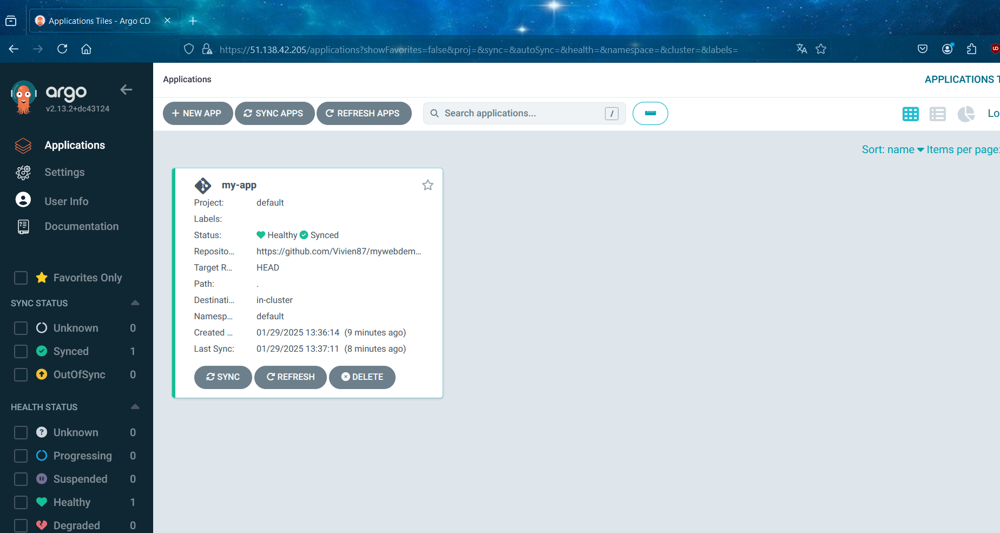 Applications Tiles - Argo CD
https://51.138.42.205/applications?showFavorites=false&proj=&sync=&autoSync=&health=&namespace=&cluster=&labels=
argo
v2.13.2+dc43124
Applications
Settings
User Info
Documentation
Favorites Only
SYNC STATUS
Unknown 0
Synced 1
OutOfSync 0
HEALTH STATUS
Unknown 0
Progressing 0
Suspended 0
Healthy 1
Degraded 0
Applications
APPLICATIONS T
NEW APP SYNC APPS REFRESH APPS Search applications... /
Lo
Sort: name Items per page:
my-app
Project: default
Labels:
Status: Healthy Synced
Reposito... https://github.com/Vivien87/mywebdem...
Target R... HEAD
Path: .
Destinati... in-cluster
Namesp... default
Created ... 01/29/2025 13:36:14 (9 minutes ago)
Last Sync: 01/29/2025 13:37:11 (8 minutes ago)
SYNC REFRESH DELETE